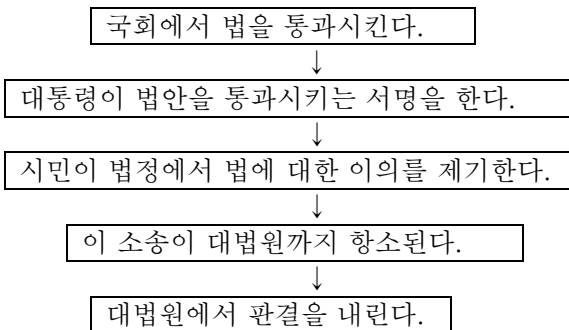 국회에서 법을 통과시킨다.
↓
대통령이 법안을 통과시키는 서명을 한다.
↓
시민이 법정에서 법에 대한 이의를 제기한다.
↓
이 소송이 대법원까지 항소된다.
↓
대법원에서 판결을 내린다.